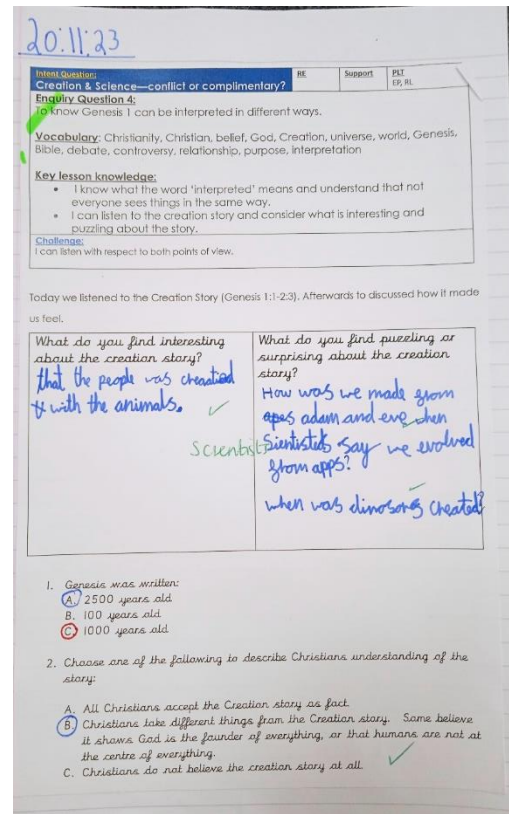 20.11.23
Intent Question:
Creation & Science—conflict or complimentary?
RE
Support
PLT
EP, RL
Enquiry Question 4:
To know Genesis 1 can be interpreted in different ways.
Vocabulary: Christianity, Christian, belief, God, Creation, universe, world, Genesis,
Bible, debate, controversy, relationship, purpose, interpretation
Key lesson knowledge:
• I know what the word 'interpreted' means and understand that not
everyone sees things in the same way.
• I can listen to the creation story and consider what is interesting and
puzzling about the story.
Challenge:
I can listen with respect to both points of view.
Today we listened to the Creation Story (Genesis 1:1-2:3). Afterwards to discussed how it made
us feel.
What do you find interesting
about the creation story?
that the people was
with the animals.
What do you find puzzling or
surprising about the creation
story?
How was we made from
apes adam and eve when
Scientist
Sientists say we evolved
from apps?
when was created?
1. Genesis was written:
A. 2500 years old
B. 100 years old
C. 1000 years old
2. Choose one of the following to describe Christians understanding of the
story:
A. All Christians accept the Creation story as fact
B. Christians take different things from the Creation story. Some believe
it shows God is the founder of everything, or that humans are not at
the centre of everything.
C. Christians do not believe the creation story at all